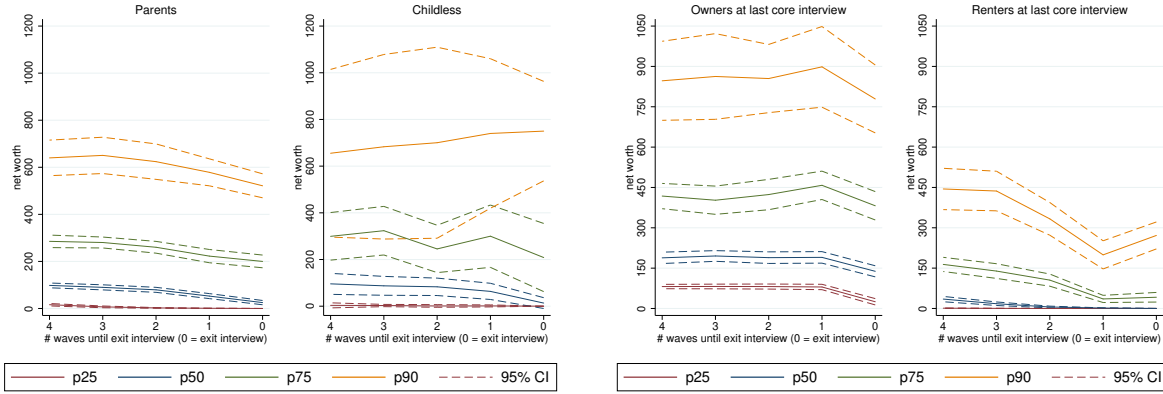 Parents
Childless
Owners at last core interview
Renters at last core interview
net worth
0 200 400 600 800 1000 1200
4 3 2 1 0
# waves until exit interview (0 = exit interview)
net worth
0 200 400 600 800 1000 1200
4 3 2 1 0
# waves until exit interview (0 = exit interview)
net worth
0 150 300 450 600 750 900 1050
4 3 2 1 0
# waves until exit interview (0 = exit interview)
net worth
0 150 300 450 600 750 900 1050
4 3 2 1 0
# waves until exit interview (0 = exit interview)
p25 p50 p75 p90 95% CI
p25 p50 p75 p90 95% CI